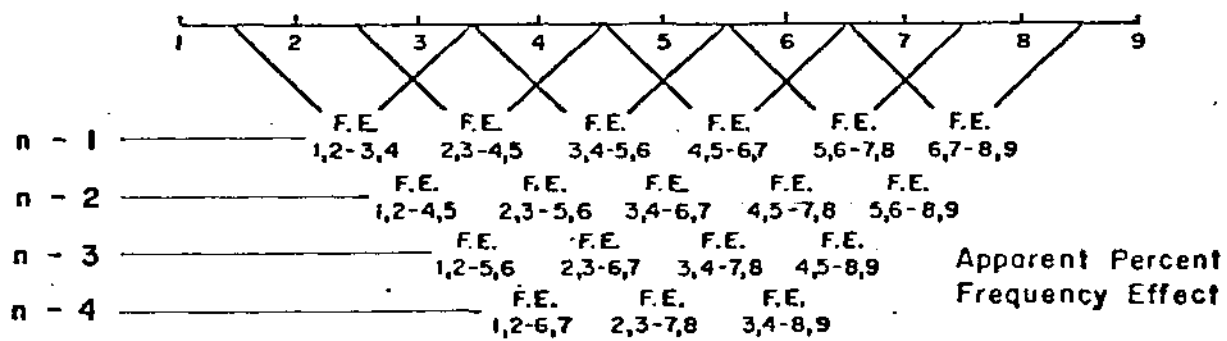 1 2 3 4 5 6 7 8 9
F.E. F.E. F.E. F.E. F.E. F.E.
n - 1 1,2-3,4 2,3-4,5 3,4-5,6 4,5-6,7 5,6-7,8 6,7-8,9
F.E. F.E. F.E. F.E. F.E.
n - 2 1,2-4,5 2,3-5,6 3,4-6,7 4,5-7,8 5,6-8,9
F.E. F.E. F.E. F.E.
n - 3 1,2-5,6 2,3-6,7 3,4-7,8 4,5-8,9 Apparent Percent
F.E. F.E. F.E. Frequency Effect
n - 4 1,2-6,7 2,3-7,8 3,4-8,9